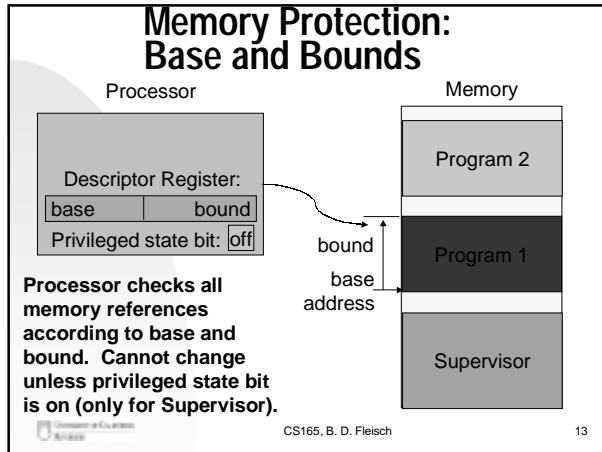 Memory Protection:
Base and Bounds
Processor
Descriptor Register:
base bound
Privileged state bit: off
Memory
Program 2
bound
base
address
Program 1
Supervisor
Processor checks all
memory references
according to base and
bound. Cannot change
unless privileged state bit
is on (only for Supervisor).
CS165, B. D. Fleisch
13